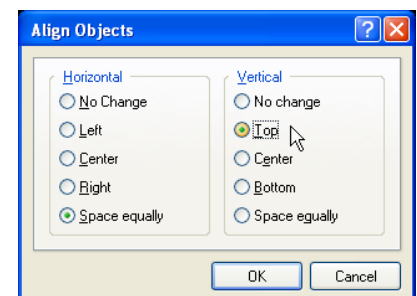 Align Objects
Horizontal
No Change
Left
Center
Right
Space equally
Vertical
No change
Top
Center
Bottom
Space equally
OK
Cancel